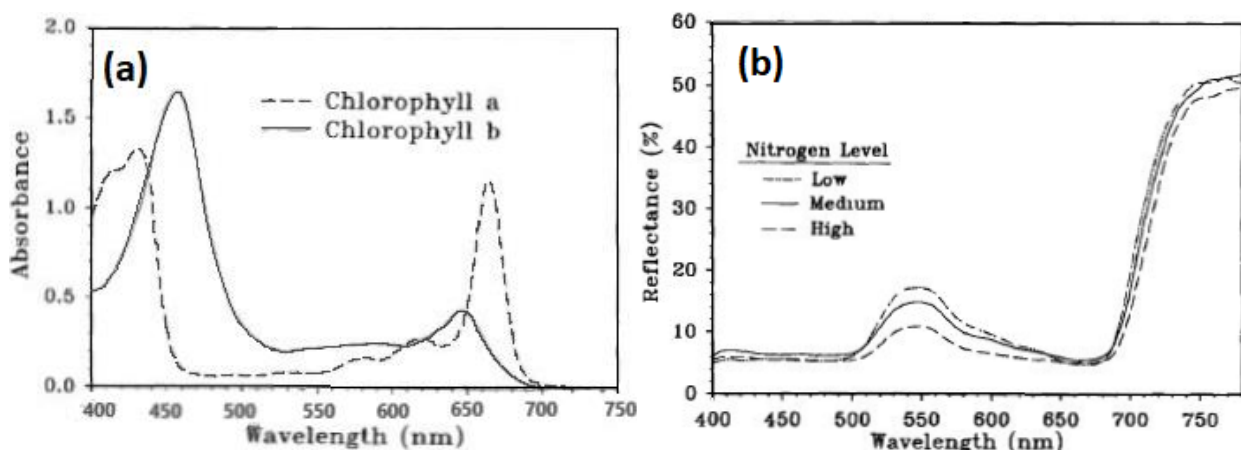 (a)
2.0
1.5
1.0
0.5
0.0
Absorbance
Chlorophyll a
Chlorophyll b
400 450 500 550 600 650 700 750
Wavelength (nm)
(b)
60
50
40
30
20
10
0
Reflectance (%)
Nitrogen Level
Low
Medium
High
400 450 500 550 600 650 700 750
Wavelength (nm)